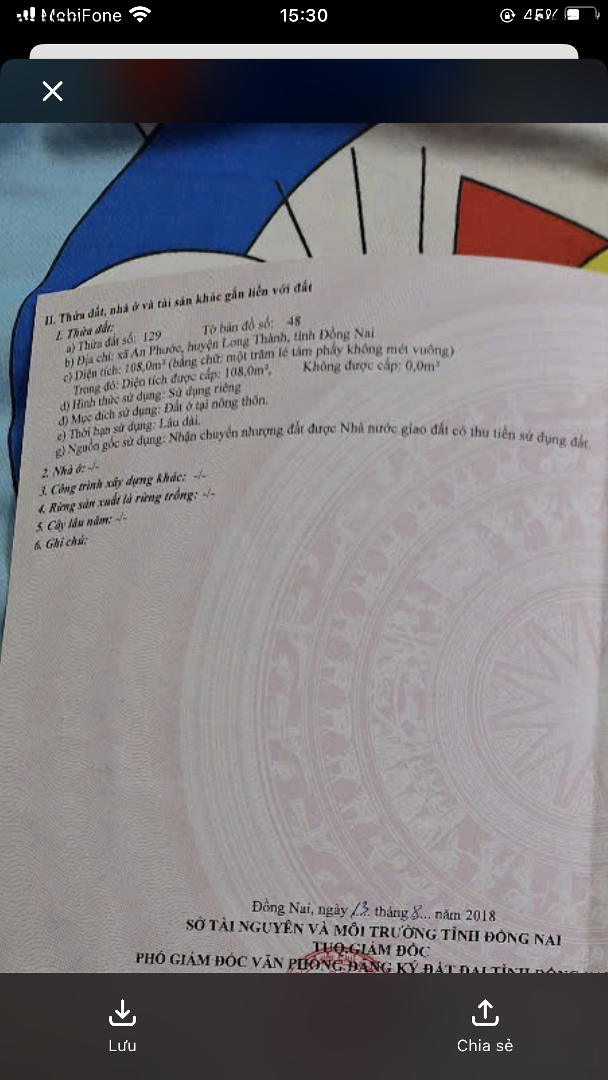 MobiFone
15:30
45%
II. Thửa đất, nhà ở và tài sản khác gắn liền với đất
1. Thửa đất:
a) Thửa đất số: 129 Tờ bản đồ số: 48
b) Địa chỉ: xã An Phước, huyện Long Thành, tỉnh Đồng Nai
c) Diện tích: 108,0m² (bằng chữ: một trăm lẻ tám phẩy không mét vuông)
Trong đó: Diện tích được cấp: 108,0m², Không được cấp: 0,0m²
d) Hình thức sử dụng: Sử dụng riêng
đ) Mục đích sử dụng: Đất ở tại nông thôn.
e) Thời hạn sử dụng: Lâu dài.
g) Nguồn gốc sử dụng: Nhận chuyển nhượng đất được Nhà nước giao đất có thu tiền sử dụng đất.
2. Nhà ở: -/-
3. Công trình xây dựng khác: -/-
4. Rừng sản xuất là rừng trồng: -/-
5. Cây lâu năm: -/-
6. Ghi chú:
Đồng Nai, ngày 13 tháng 8... năm 2018
SỞ TÀI NGUYÊN VÀ MÔI TRƯỜNG TỈNH ĐỒNG NAI
TUQ.GIÁM ĐỐC
PHÓ GIÁM ĐỐC VĂN PHÒNG ĐĂNG KÝ ĐẤT ĐAI TỈNH ĐỒNG
Lưu
Chia sẻ